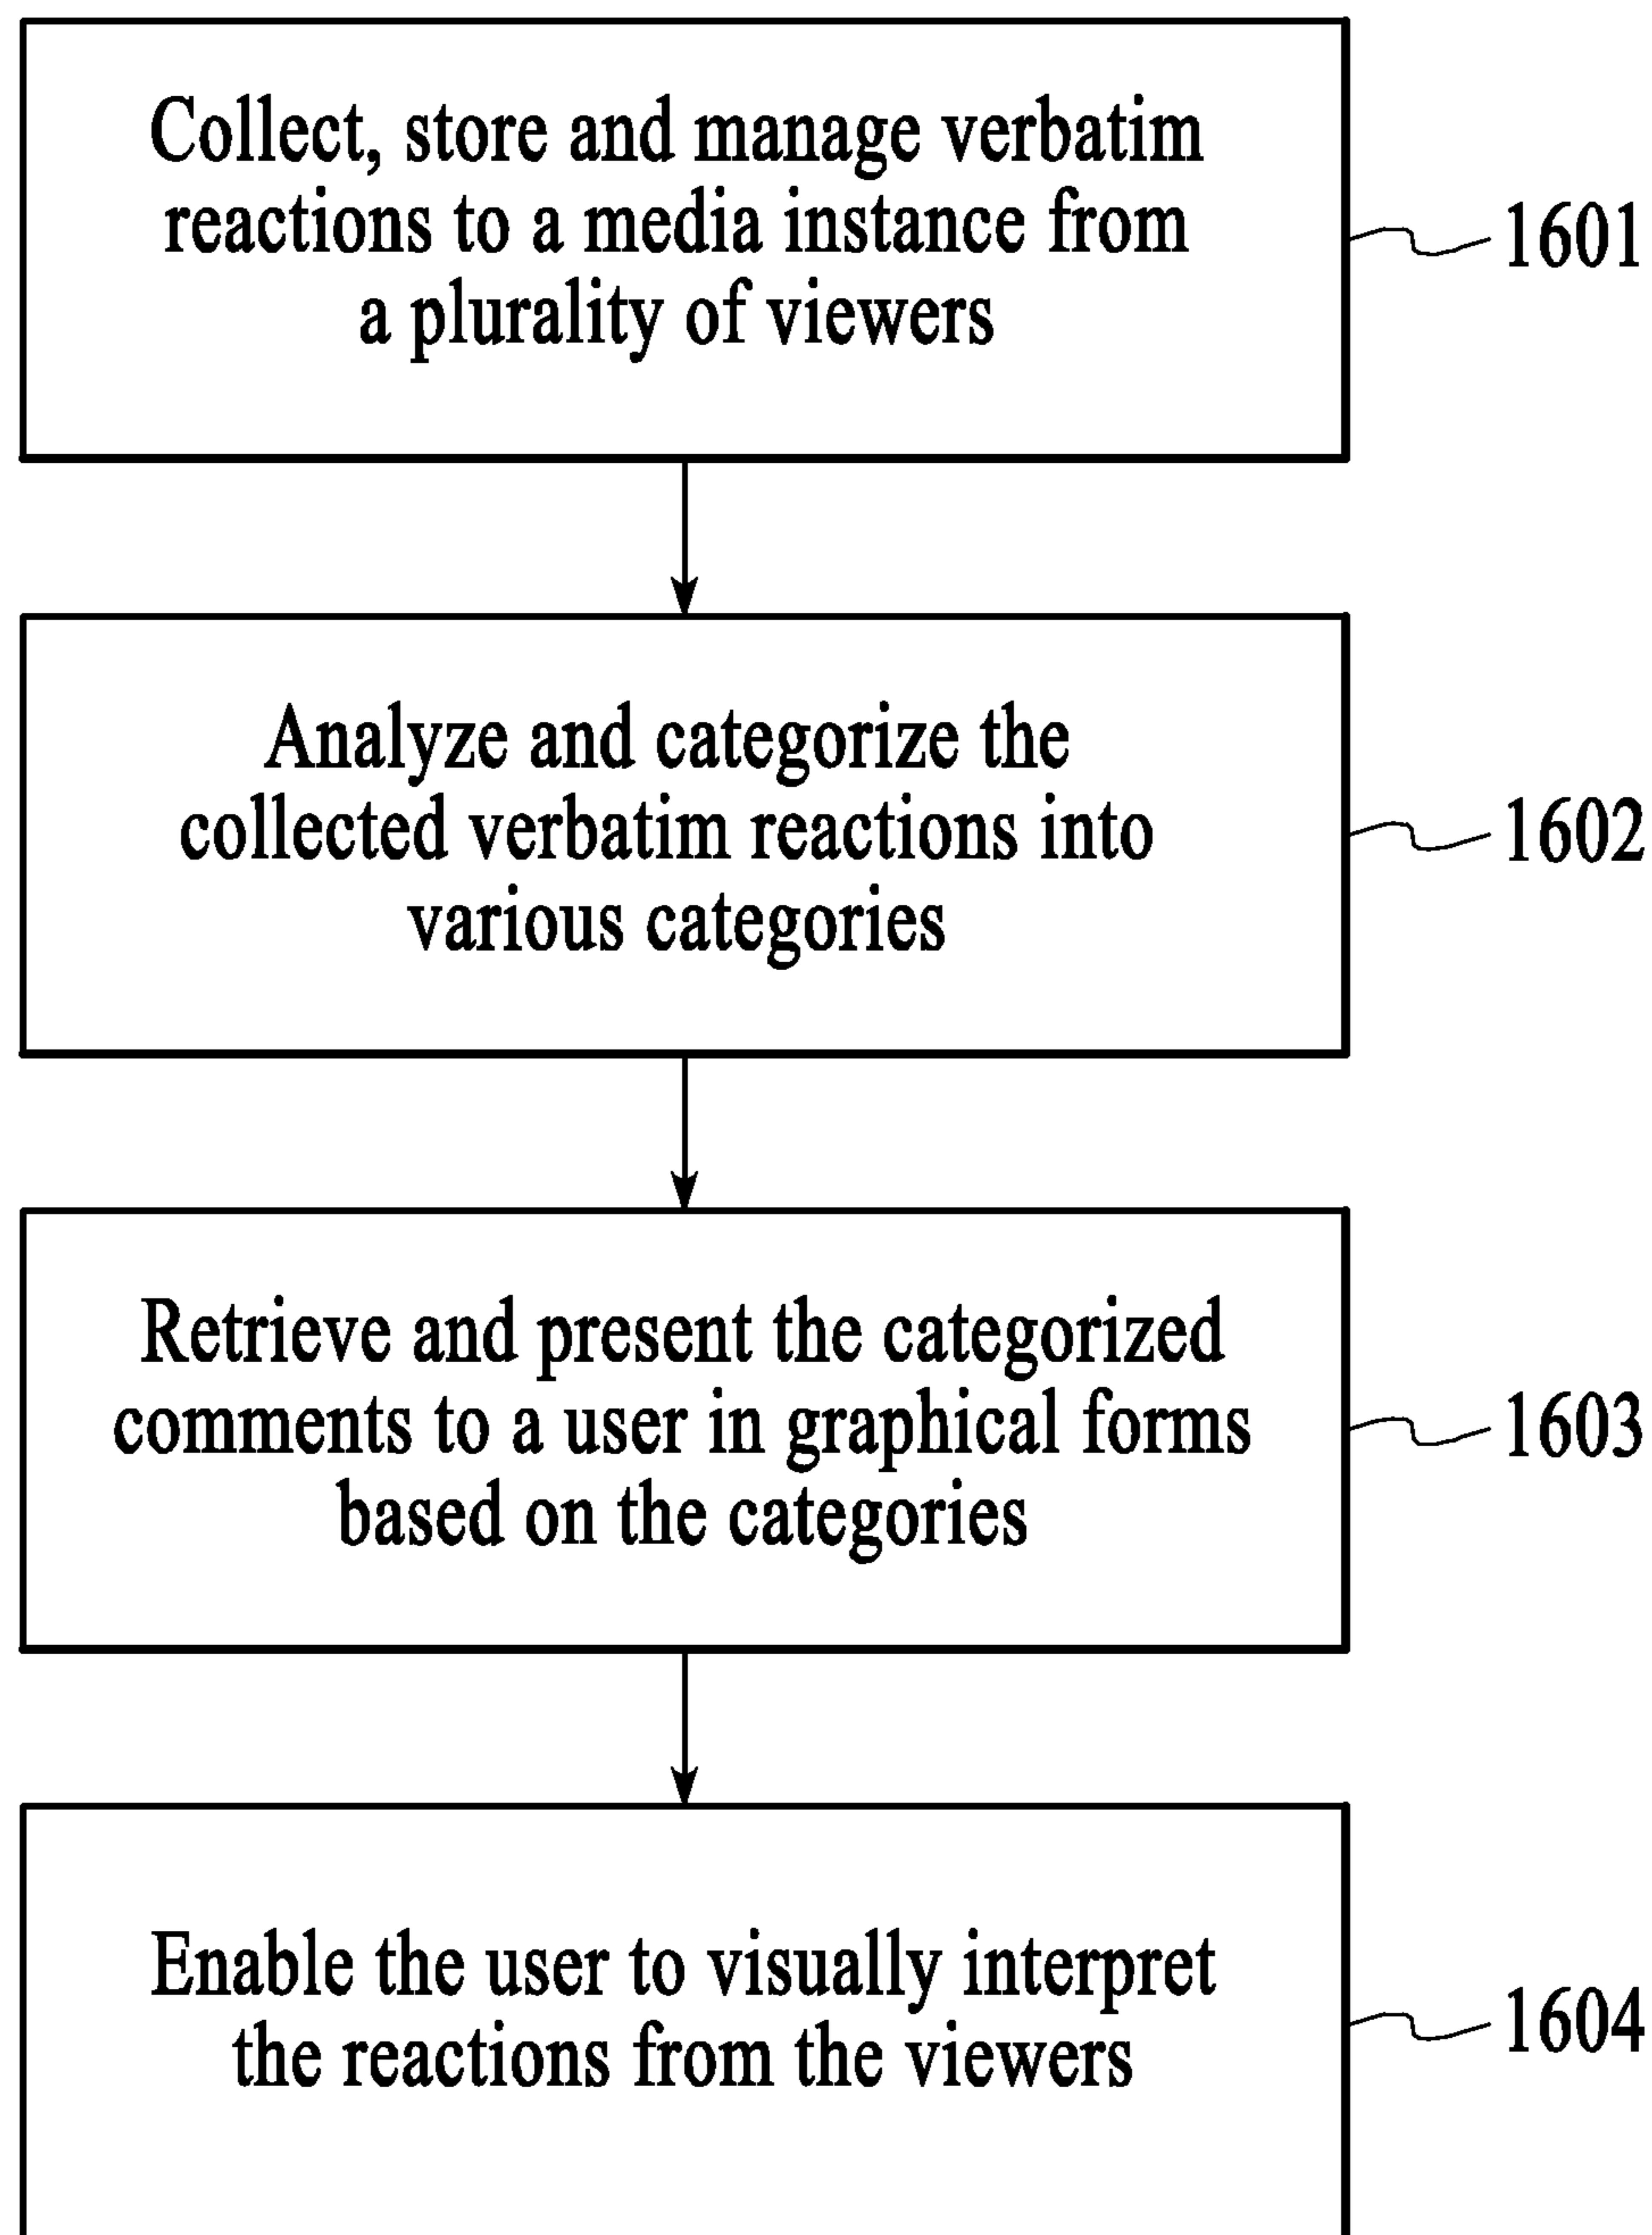 Collect, store and manage verbatim
reactions to a media instance from
a plurality of viewers
1601
Analyze and categorize the
collected verbatim reactions into
various categories
1602
Retrieve and present the categorized
comments to a user in graphical forms
based on the categories
1603
Enable the user to visually interpret
the reactions from the viewers
1604